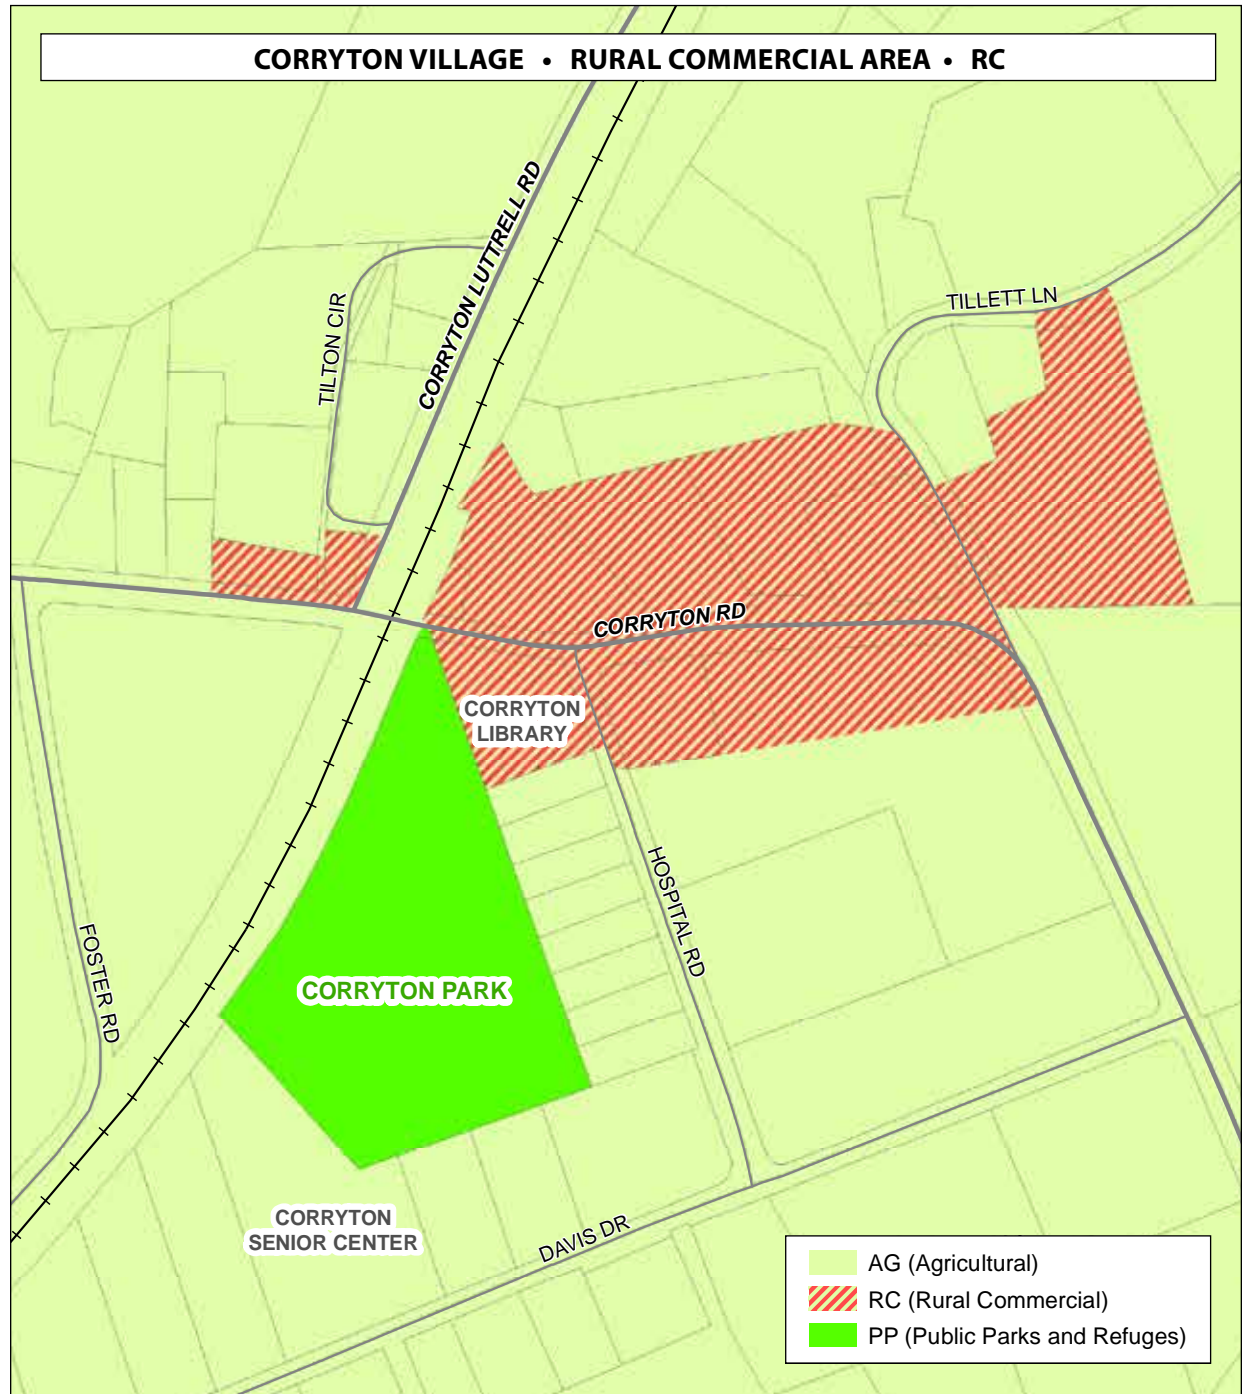 CORRYTON VILLAGE • RURAL COMMERCIAL AREA • RC
CORRYTON LUTTRELL RD
TILTON CIR
TILLETT LN
CORRYTON RD
CORRYTON
LIBRARY
HOSPITAL RD
FOSTER RD
CORRYTON PARK
CORRYTON
SENIOR CENTER
DAVIS DR
AG (Agricultural)
RC (Rural Commercial)
PP (Public Parks and Refuges)